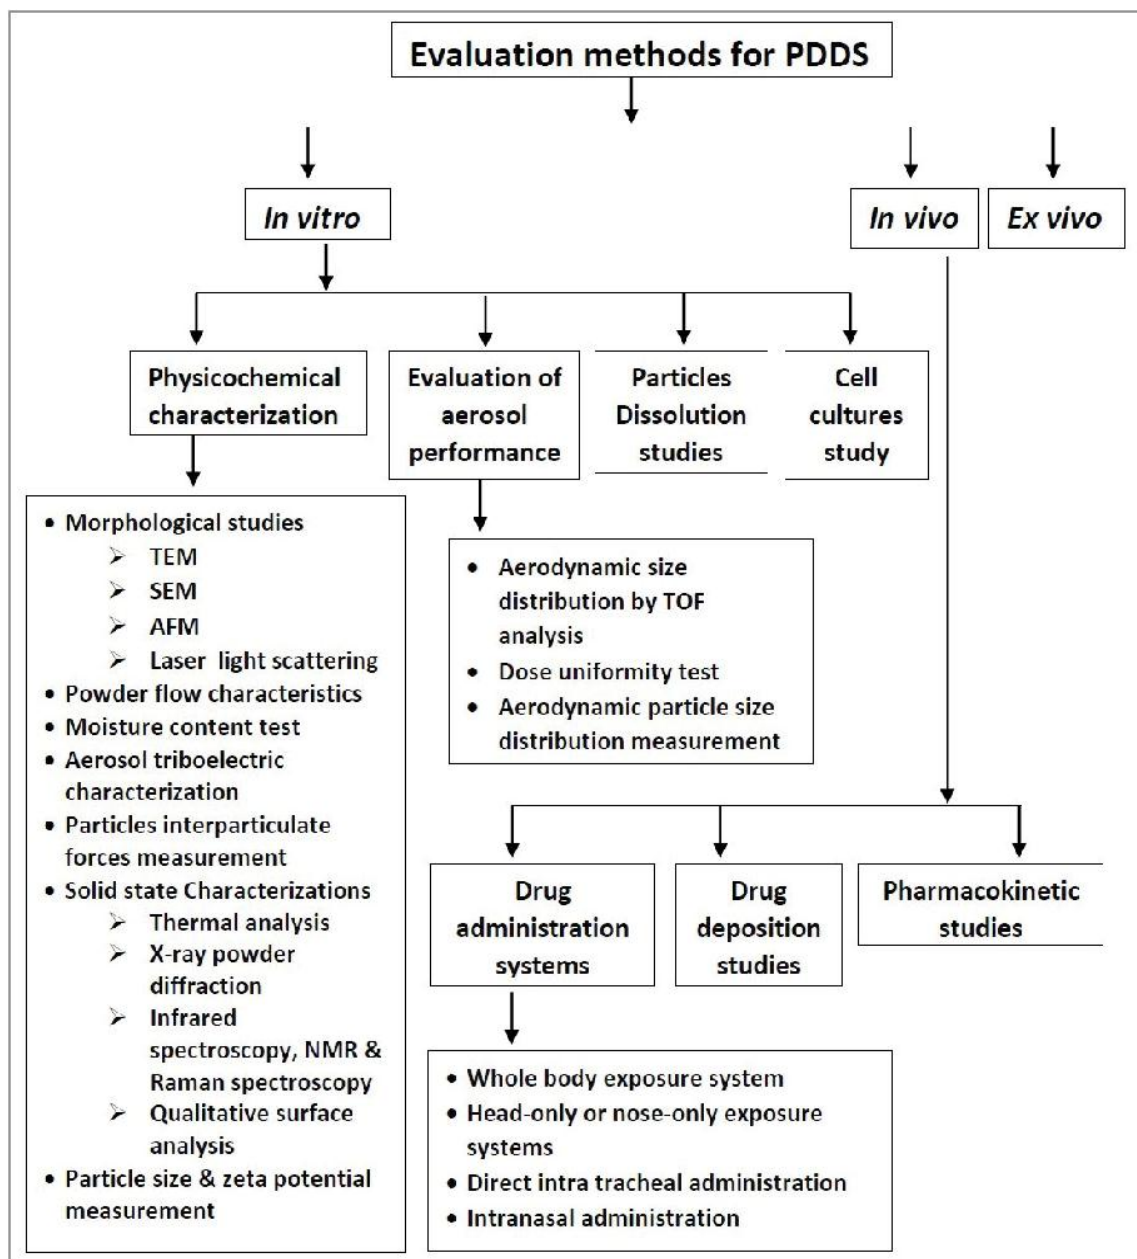 Evaluation methods for PDDS
In vitro
In vivo
Ex vivo
Physicochemical
characterization
Evaluation of
aerosol
performance
Particles
Dissolution
studies
Cell
cultures
study
• Morphological studies
➢ TEM
➢ SEM
➢ AFM
➢ Laser light scattering
• Powder flow characteristics
• Moisture content test
• Aerosol triboelectric
characterization
• Particles interparticulate
forces measurement
• Solid state Characterizations
➢ Thermal analysis
➢ X-ray powder
diffraction
➢ Infrared
spectroscopy, NMR &
Raman spectroscopy
➢ Qualitative surface
analysis
• Particle size & zeta potential
measurement
• Aerodynamic size
distribution by TOF
analysis
• Dose uniformity test
• Aerodynamic particle size
distribution measurement
Drug
administration
systems
Drug
deposition
studies
Pharmacokinetic
studies
• Whole body exposure system
• Head-only or nose-only exposure
systems
• Direct intra tracheal administration
• Intranasal administration